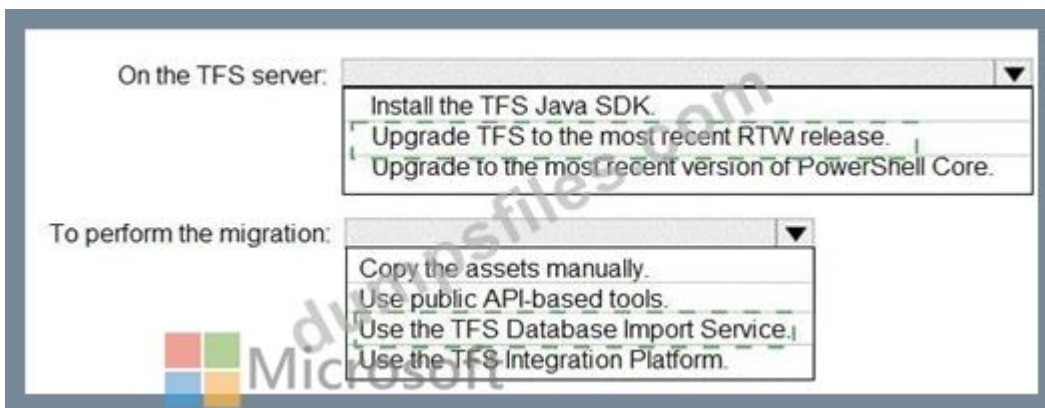 On the TFS server:
Install the TFS Java SDK.
Upgrade TFS to the most recent RTW release.
Upgrade to the most recent version of PowerShell Core.
To perform the migration:
Copy the assets manually.
Use public API-based tools.
Use the TFS Database Import Service.
Use the TFS Integration Platform.
dumpsfiles.com
Microsoft